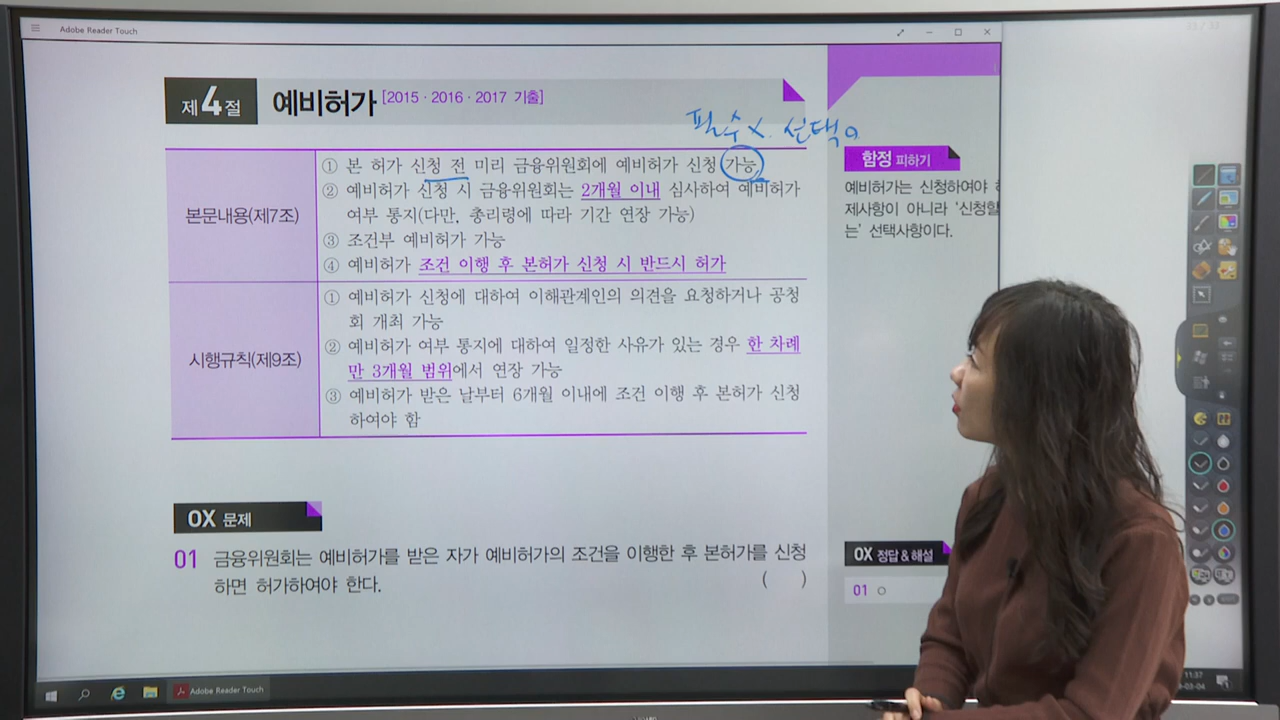 Adobe Reader Touch
제4절 예비허가 [2015 · 2016 · 2017 기출]
필수 X. 선택
본문내용(제7조)
① 본 허가 신청 전 미리 금융위원회에 예비허가 신청 가능
② 예비허가 신청 시 금융위원회는 2개월 이내 심사하여 예비허가
여부 통지(다만, 총리령에 따라 기간 연장 가능)
③ 조건부 예비허가 가능
④ 예비허가 조건 이행 후 본허가 신청 시 반드시 허가
시행규칙(제9조)
① 예비허가 신청에 대하여 이해관계인의 의견을 요청하거나 공청
회 개최 가능
② 예비허가 여부 통지에 대하여 일정한 사유가 있는 경우 한 차례
만 3개월 범위에서 연장 가능
③ 예비허가 받은 날부터 6개월 이내에 조건 이행 후 본허가 신청
하여야 함
함정 피하기
예비허가는 신청하여야
제사항이 아니라 '신청할
는' 선택사항이다.
OX 문제
01 금융위원회는 예비허가를 받은 자가 예비허가의 조건을 이행한 후 본허가를 신청
하면 허가하여야 한다. ( )
OX 정답 & 해설
01 ○
Adobe Reader Touch
11:37
-03-04